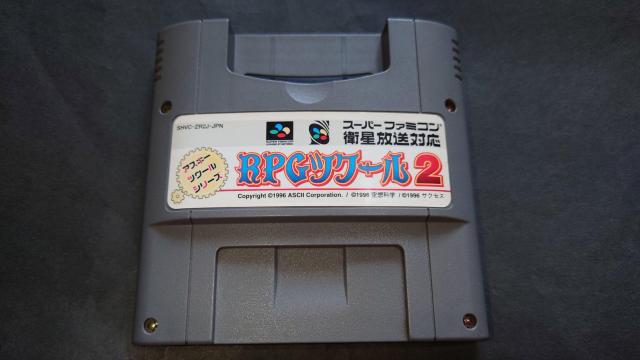 SHVC-ZR2J-JPN
スーパーファミコン
衛星放送対応
アスキー
ツクール
シリーズ
RPGツクール2
Copyright ©1996 ASCII Corporation. / ©1996 空想科学 / ©1996 サクセス